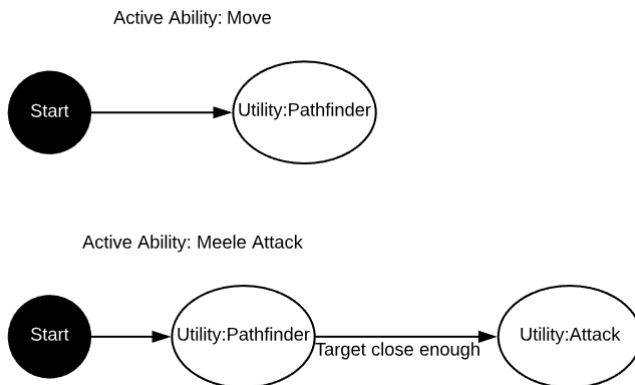 Active Ability: Move
Start
Utility:Pathfinder
Active Ability: Meele Attack
Start
Utility:Pathfinder
Target close enough
Utility:Attack